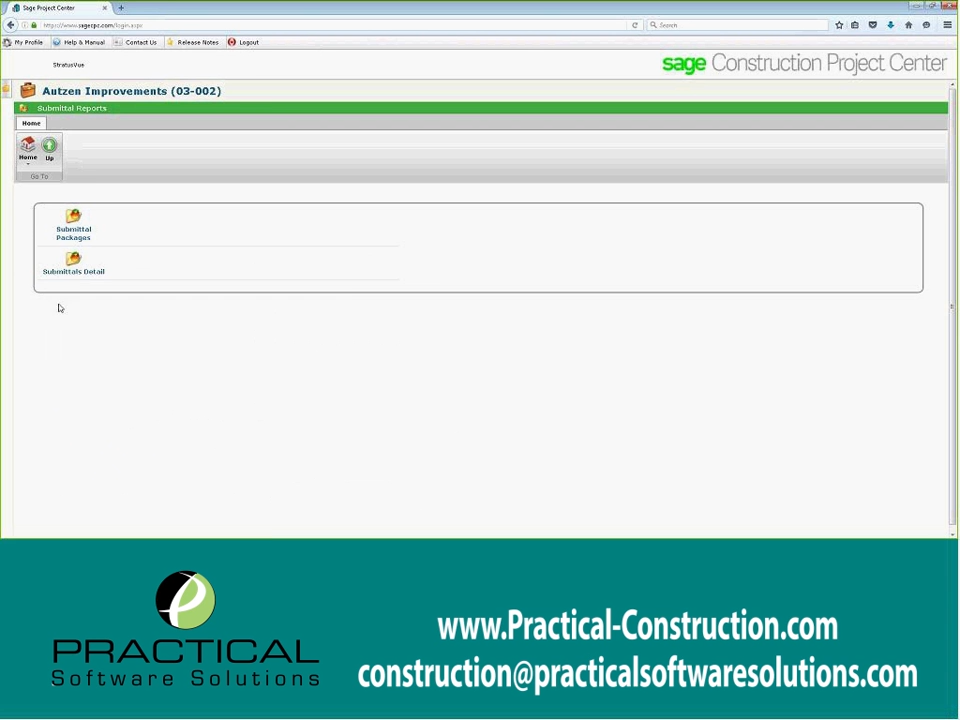 Sage Project Center
https://www.sagecpc.com/login.aspx
Search
My Profile
Help & Manual
Contact Us
Release Notes
Logout
StratusVue
sage Construction Project Center
Autzen Improvements (03-002)
Submittal Reports
Home
Home Up
Go To
Submittal
Packages
Submittals Detail
PRACTICAL
Software Solutions
www.Practical-Construction.com
construction@practicalsoftwaresolutions.com